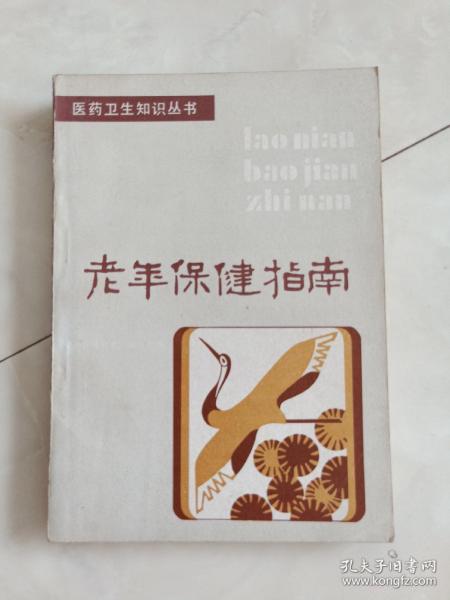 医药卫生知识丛书
lao nian
bao jian
zhi nan
老年保健指南
孔夫子旧书网
www.kongfz.com